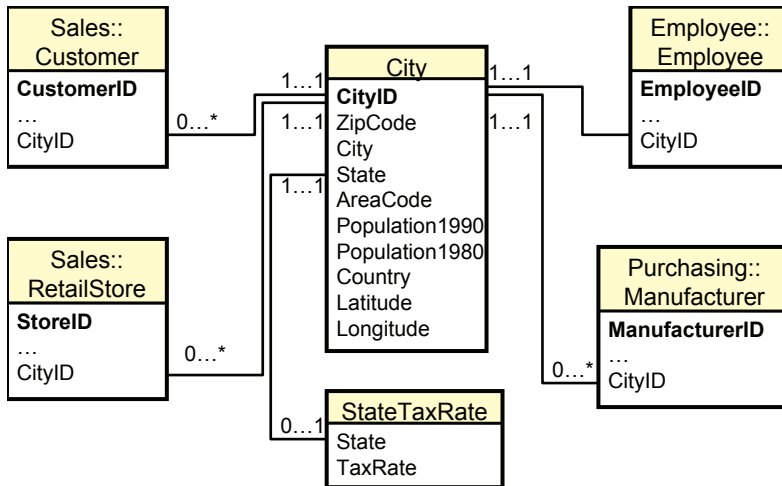 Sales::
Customer
CustomerID
…
CityID
0…*
1…1
1…1
1…1
City
CityID
ZipCode
City
State
AreaCode
Population1990
Population1980
Country
Latitude
Longitude
1…1
1…1
Employee::
Employee
EmployeeID
…
CityID
Sales::
RetailStore
StoreID
…
CityID
0…*
Purchasing::
Manufacturer
ManufacturerID
…
CityID
0…*
0…1
StateTaxRate
State
TaxRate